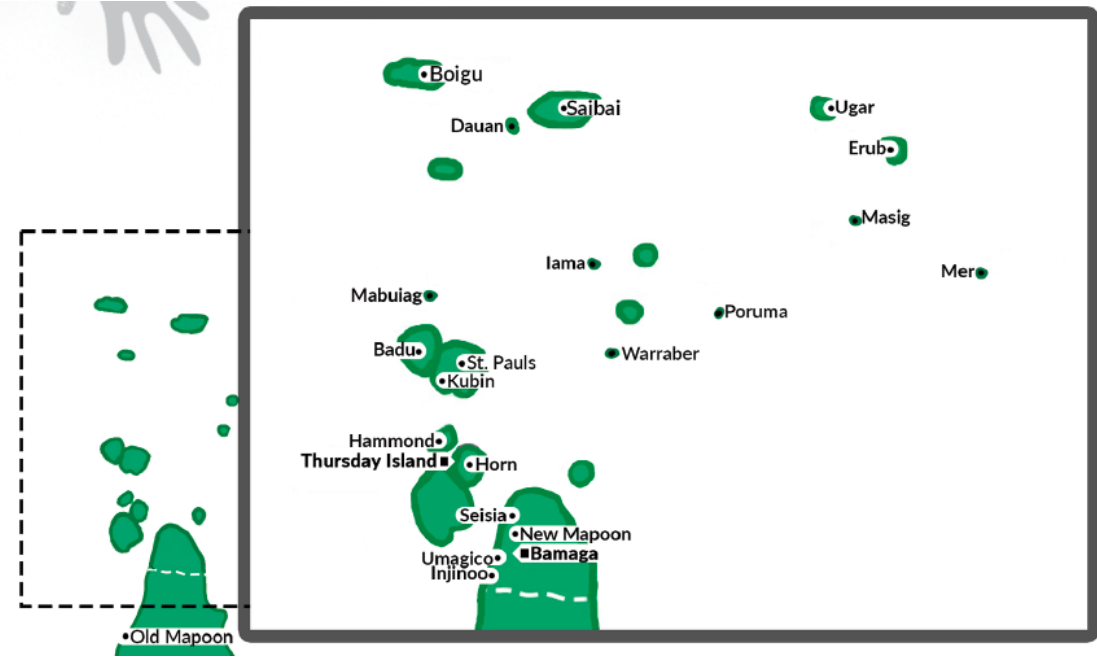 Boigu
Saibai
Ugar
Dauan
Erub
Masig
Iama
Mer
Mabuiag
Poruma
Badu
Warraber
St. Pauls
Kubin
Hammond
Thursday Island
Horn
Seisia
New Mapoon
Bamaga
Umagico
Injinoo
Old Mapoon